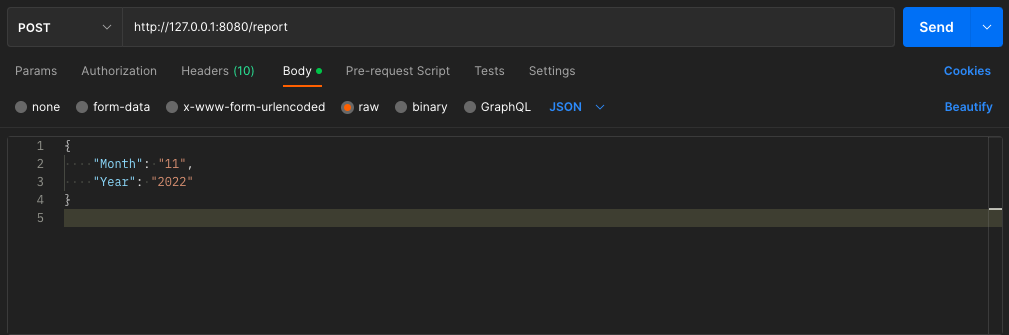 POST http://127.0.0.1:8080/report Send
Params Authorization Headers (10) Body Pre-request Script Tests Settings Cookies
none form-data x-www-form-urlencoded raw binary GraphQL JSON Beautify
1 {
2 "Month": "11",
3 "Year": "2022"
4 }
5